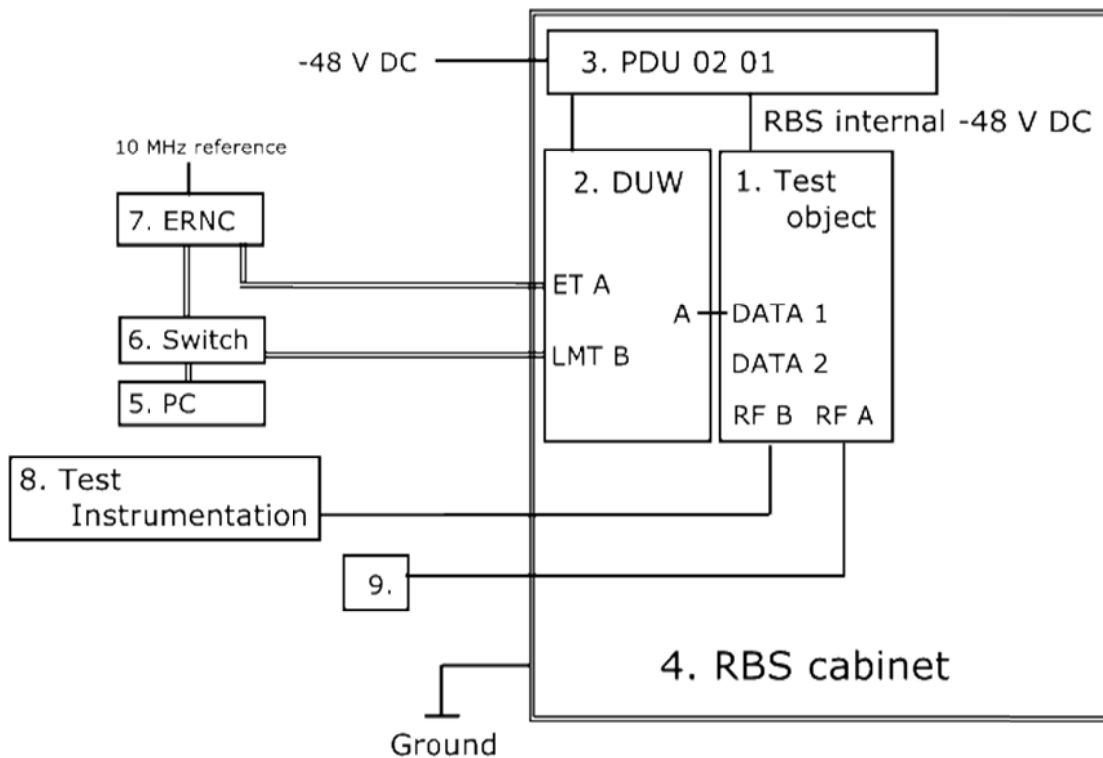 -48 V DC
3. PDU 02 01
RBS internal -48 V DC
10 MHz reference
7. ERNC
2. DUW
1. Test
object
ET A
A
DATA 1
6. Switch
LMT B
DATA 2
5. PC
RF B
RF A
8. Test
Instrumentation
9.
4. RBS cabinet
Ground